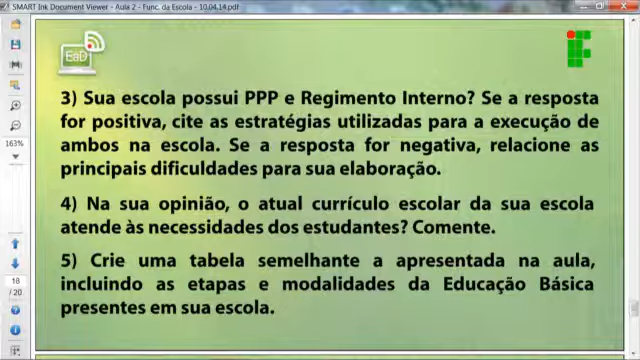 SMART Ink Document Viewer - Aula 2 - Func. da Escola - 10.04.14.pdf
EaD
3) Sua escola possui PPP e Regimento Interno? Se a resposta
for positiva, cite as estratégias utilizadas para a execução de
ambos na escola. Se a resposta for negativa, relacione as
principais dificuldades para sua elaboração.
4) Na sua opinião, o atual currículo escolar da sua escola
atende às necessidades dos estudantes? Comente.
5) Crie uma tabela semelhante a apresentada na aula,
incluindo as etapas e modalidades da Educação Básica
presentes em sua escola.
163%
18
/ 20